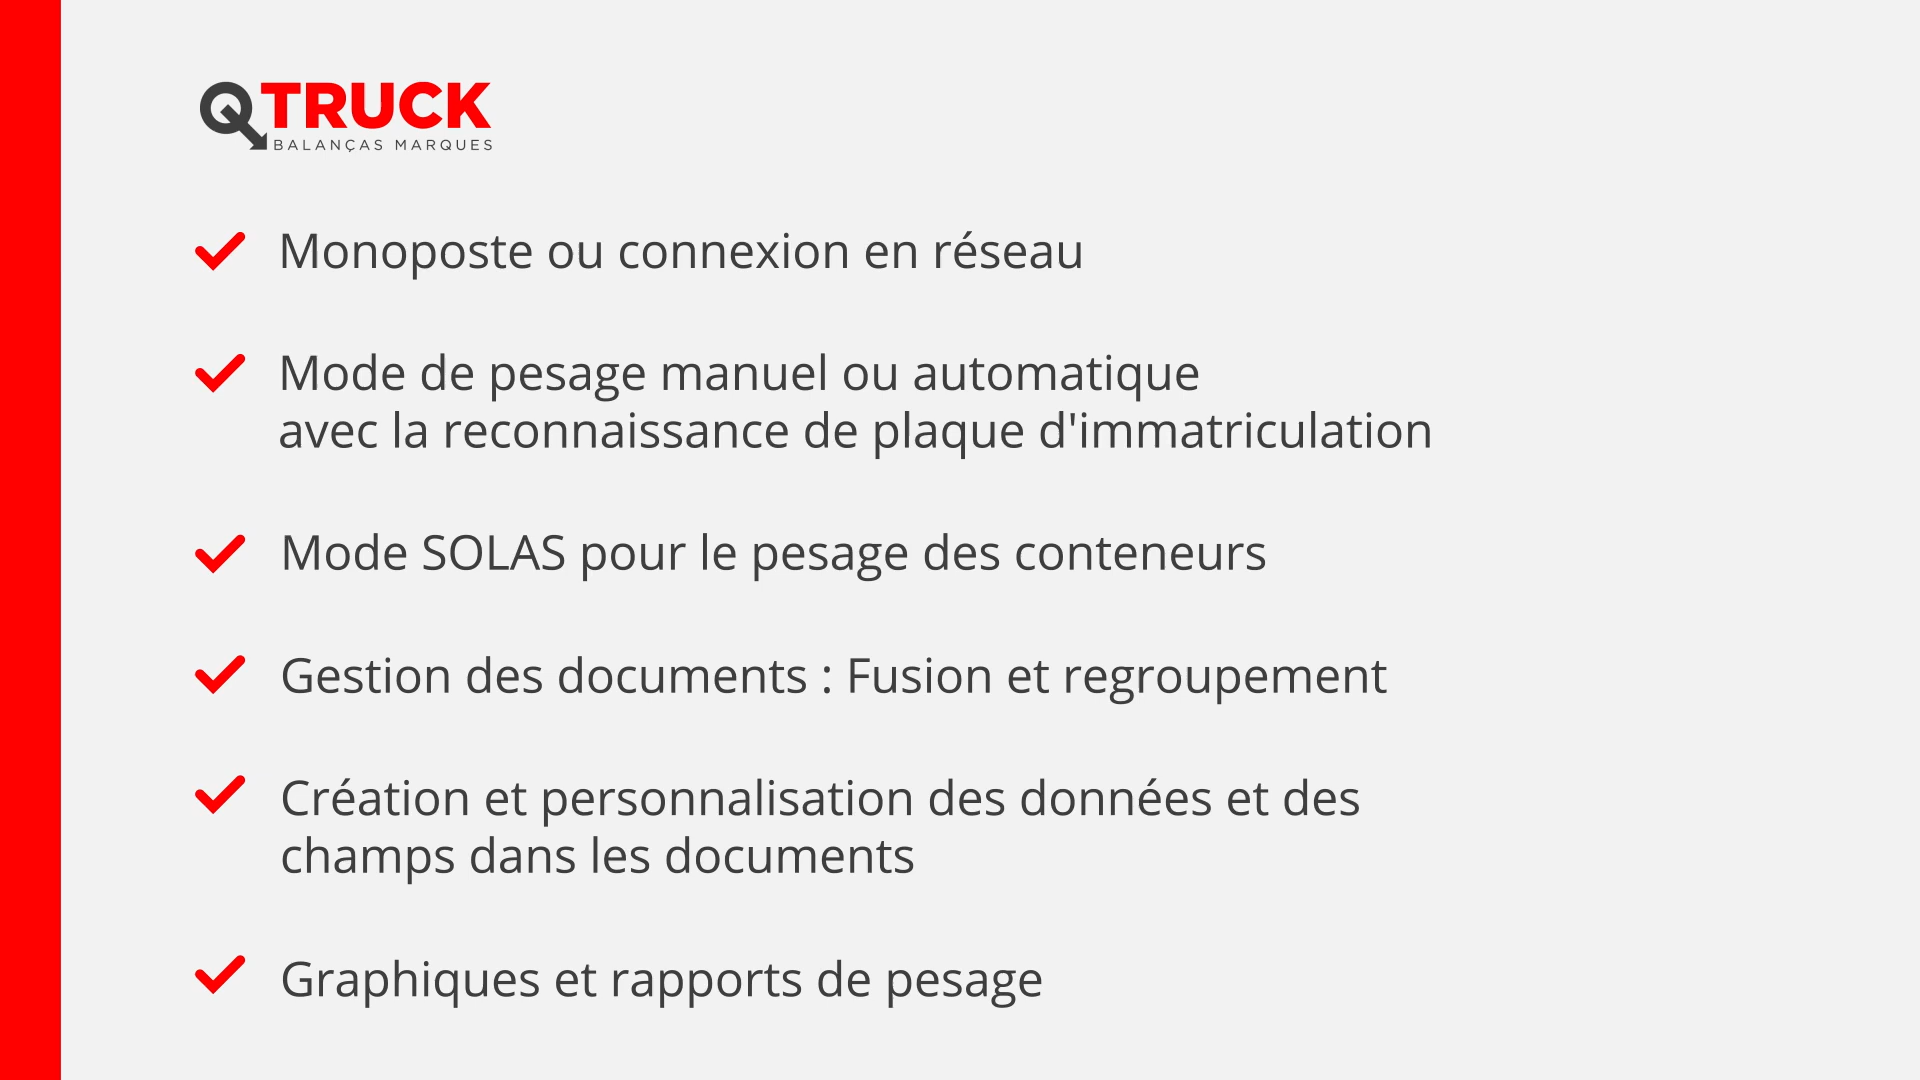 QTRUCK
BALANÇAS MARQUES
Monoposte ou connexion en réseau
Mode de pesage manuel ou automatique
avec la reconnaissance de plaque d'immatriculation
Mode SOLAS pour le pesage des conteneurs
Gestion des documents : Fusion et regroupement
Création et personnalisation des données et des
champs dans les documents
Graphiques et rapports de pesage